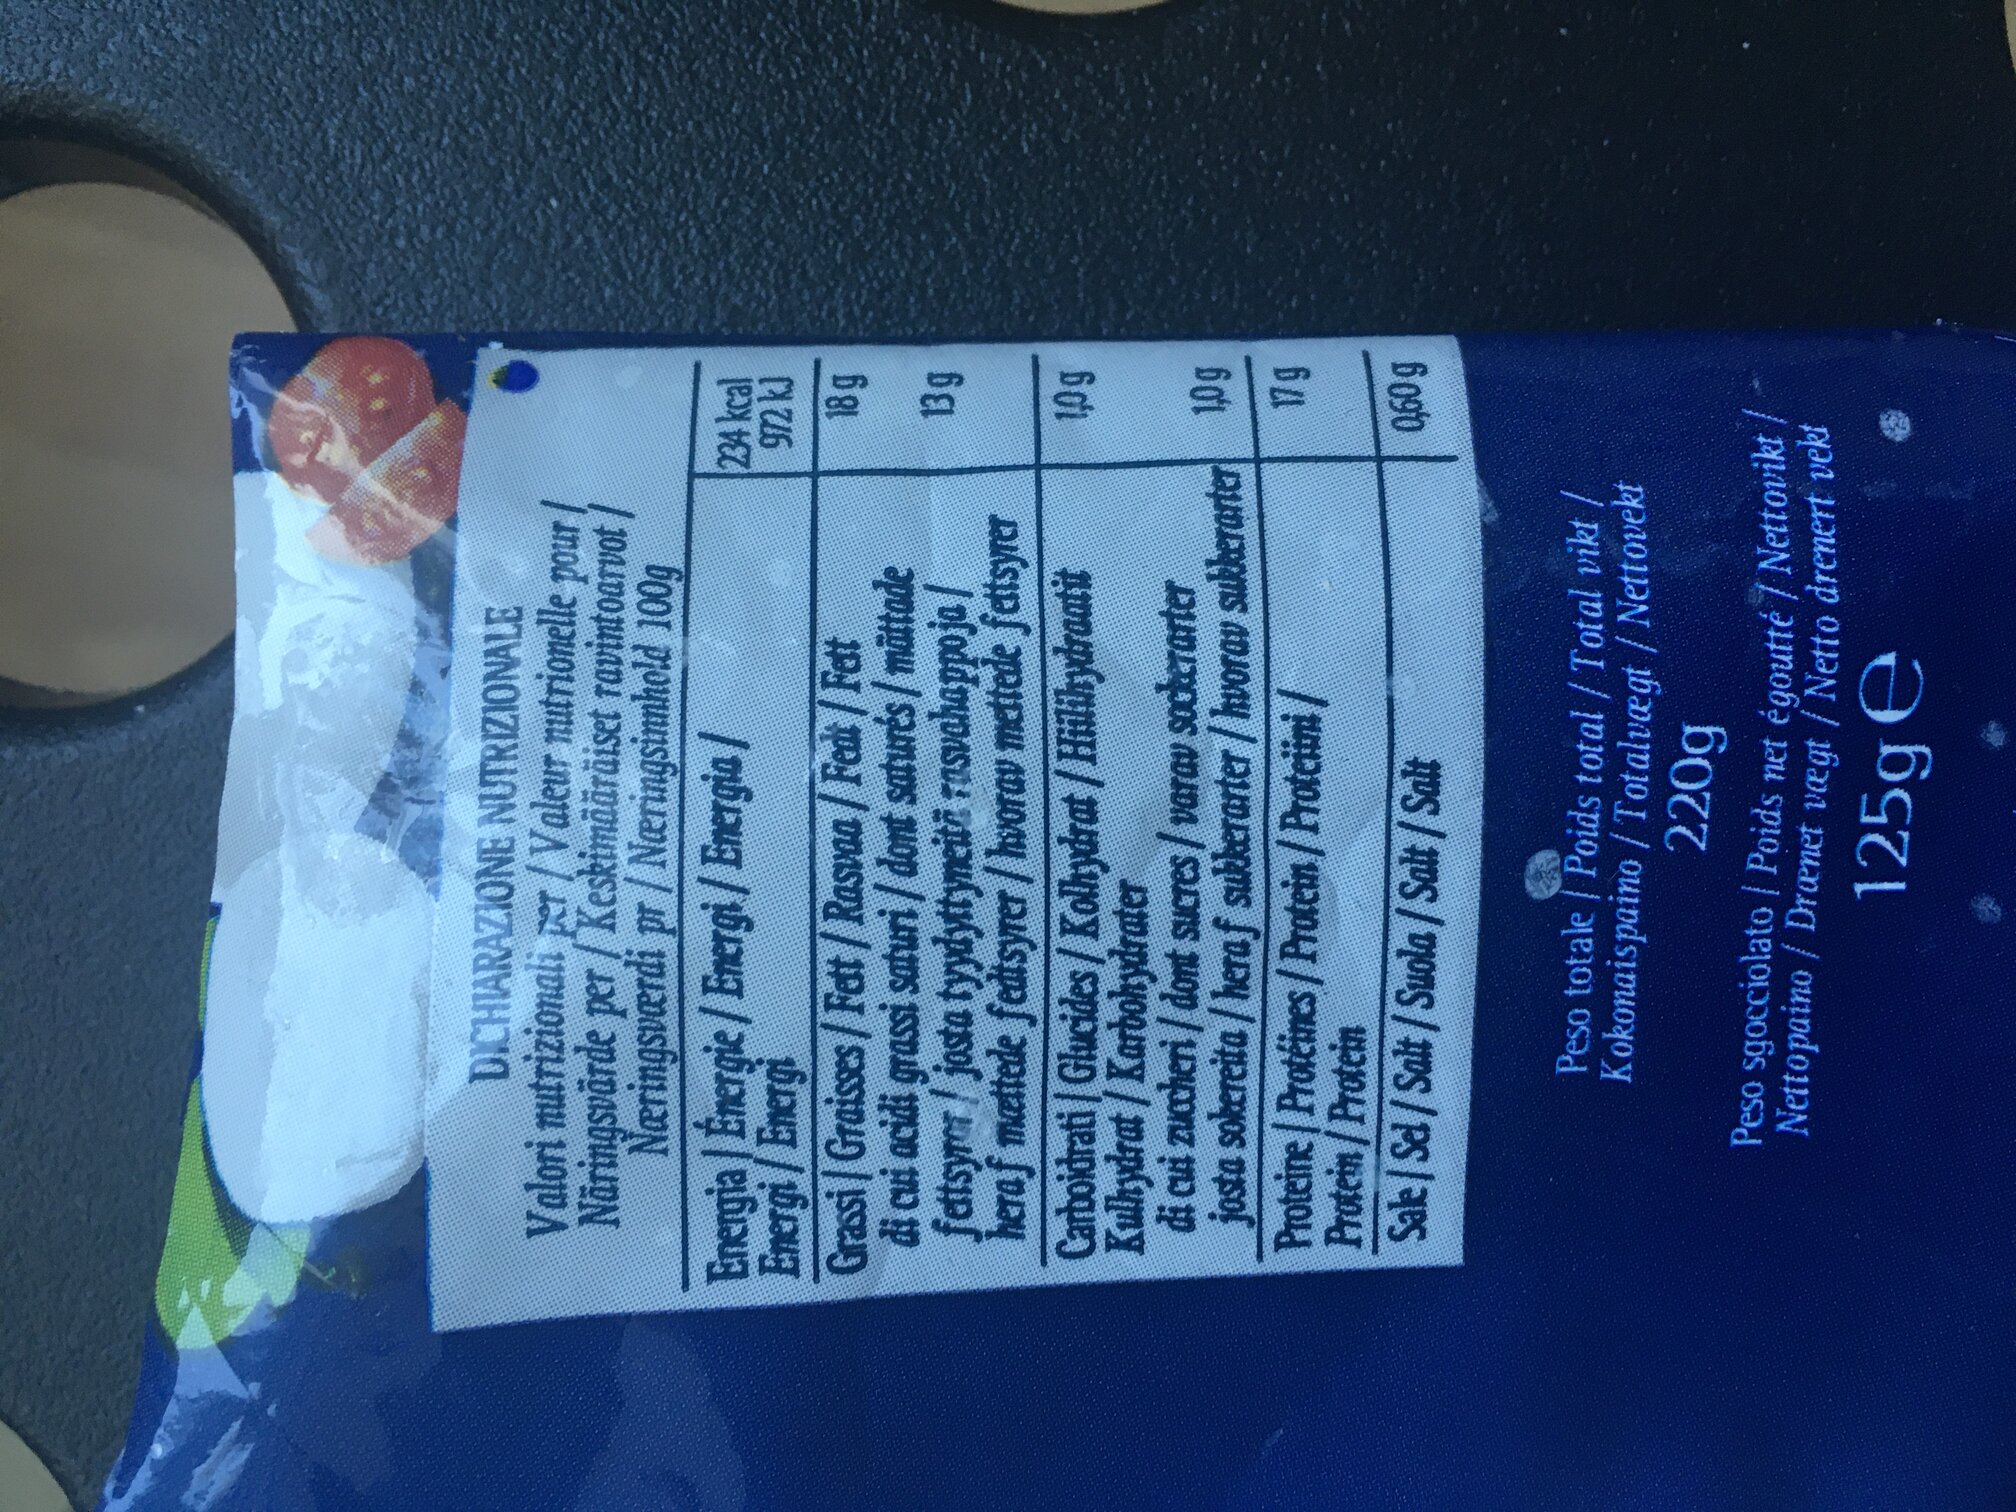 DICHIARAZIONE NUTRIZIONALE
Valori nutrizionali per / Valeur nutrionelle pour /
Näringsvärde per / Keskimääräiset ravintoarvot /
Næringsværdi pr / Næringsinnhold 100g
Energia | Énergie / Energi / Energia /
Energi / Energi
234 kcal
972 kJ
Grassi | Graisses / Fett / Rasvaa / Fedt / Fett
18 g
di cui acidi grassi saturi / dont saturés / mättade
fettsyror / josta tyydyttyneitä rasvahappoja /
heraf mættede fedtsyrer / hvorav mettede fettsyrer
13 g
Carboidrati | Glucides / Kolhydrat / Hiilihydraatit
Kulhydrat / Karbohydrater
1,0 g
di cui zuccheri / dont sucres / varav sockerarter
josta sokereita / heraf sukkerarter / hvorav sukkerarter
1,0 g
Proteine | Protéines / Protein / Proteiini /
Protein / Protein
17 g
Sale | Sel / Salt / Suola / Salt / Salt
0,60 g
Peso totale | Poids total / Total vikt /
Kokonaispaino / Totalvægt / Nettovekt
220g
Peso sgocciolato | Poids net égoutté / Nettovikt /
Nettopaino / Drænet vægt / Netto drenert vekt
125g e